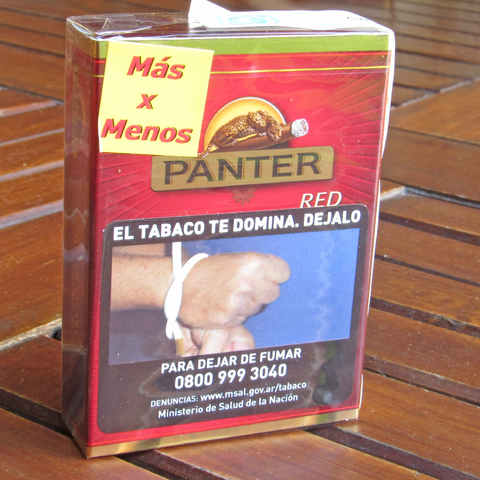 Más
x
Menos
PANTER
RED
EL TABACO TE DOMINA. DEJALO
PARA DEJAR DE FUMAR
0800 999 3040
DENUNCIAS: www.msal.gov.ar/tabaco
Ministerio de Salud de la Nación